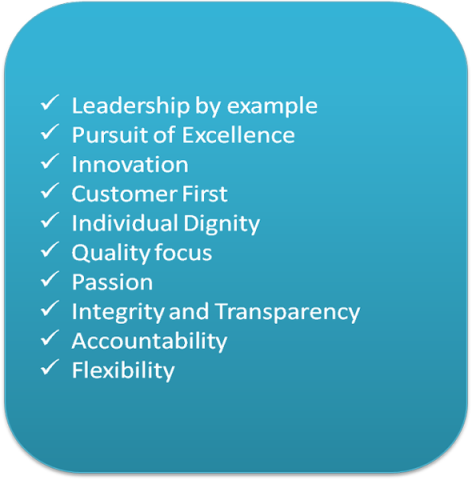 ✓ Leadership by example
✓ Pursuit of Excellence
✓ Innovation
✓ Customer First
✓ Individual Dignity
✓ Quality focus
✓ Passion
✓ Integrity and Transparency
✓ Accountability
✓ Flexibility